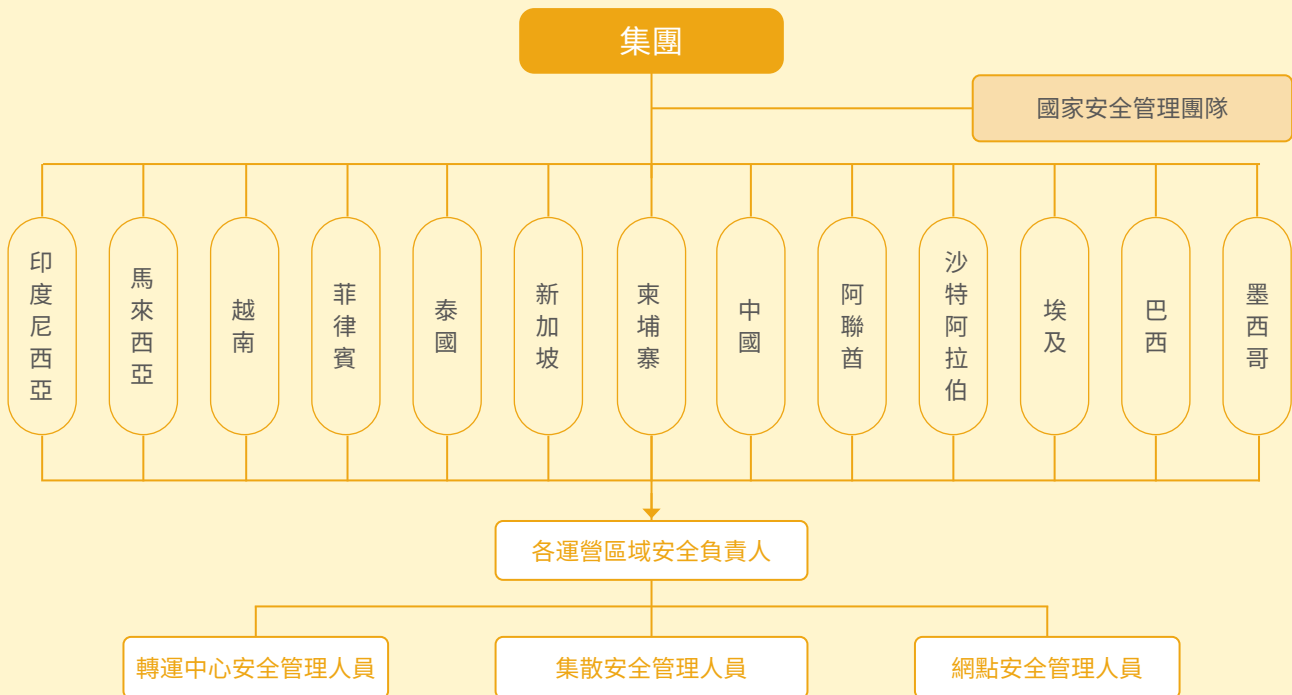 集團
國家安全管理團隊
印度尼西亞
馬來西亞
越南
菲律賓
泰國
新加坡
柬埔寨
中國
阿聯酋
沙特阿拉伯
埃及
巴西
墨西哥
各運營區域安全負責人
轉運中心安全管理人員
集散安全管理人員
網點安全管理人員